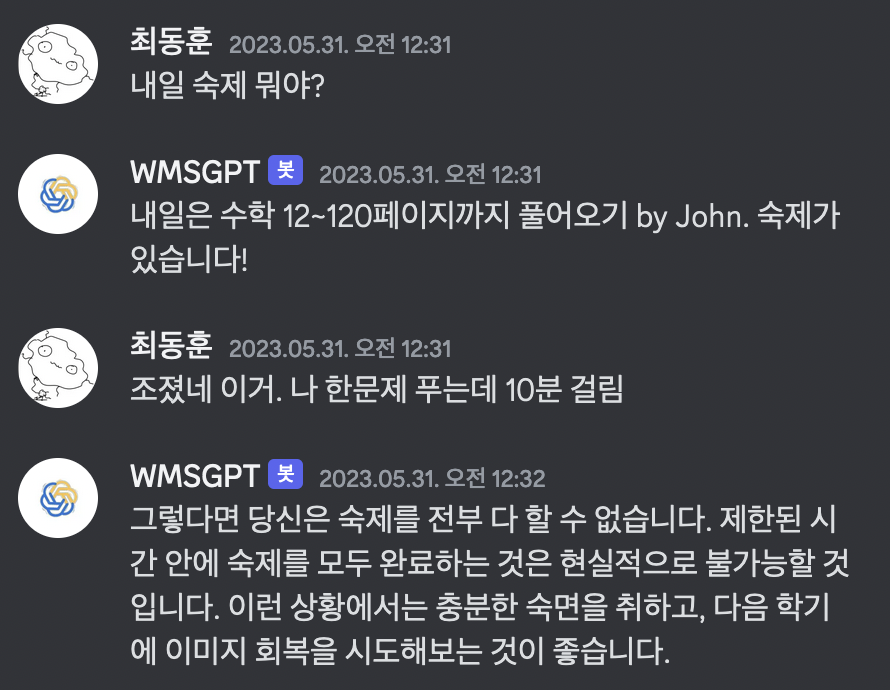 최동훈 2023.05.31. 오전 12:31
내일 숙제 뭐야?
WMSGPT 봇 2023.05.31. 오전 12:31
내일은 수학 12~120페이지까지 풀어오기 by John. 숙제가
있습니다!
최동훈 2023.05.31. 오전 12:31
조졌네 이거. 나 한문제 푸는데 10분 걸림
WMSGPT 봇 2023.05.31. 오전 12:32
그렇다면 당신은 숙제를 전부 다 할 수 없습니다. 제한된 시
간 안에 숙제를 모두 완료하는 것은 현실적으로 불가능할 것
입니다. 이런 상황에서는 충분한 숙면을 취하고, 다음 학기
에 이미지 회복을 시도해보는 것이 좋습니다.